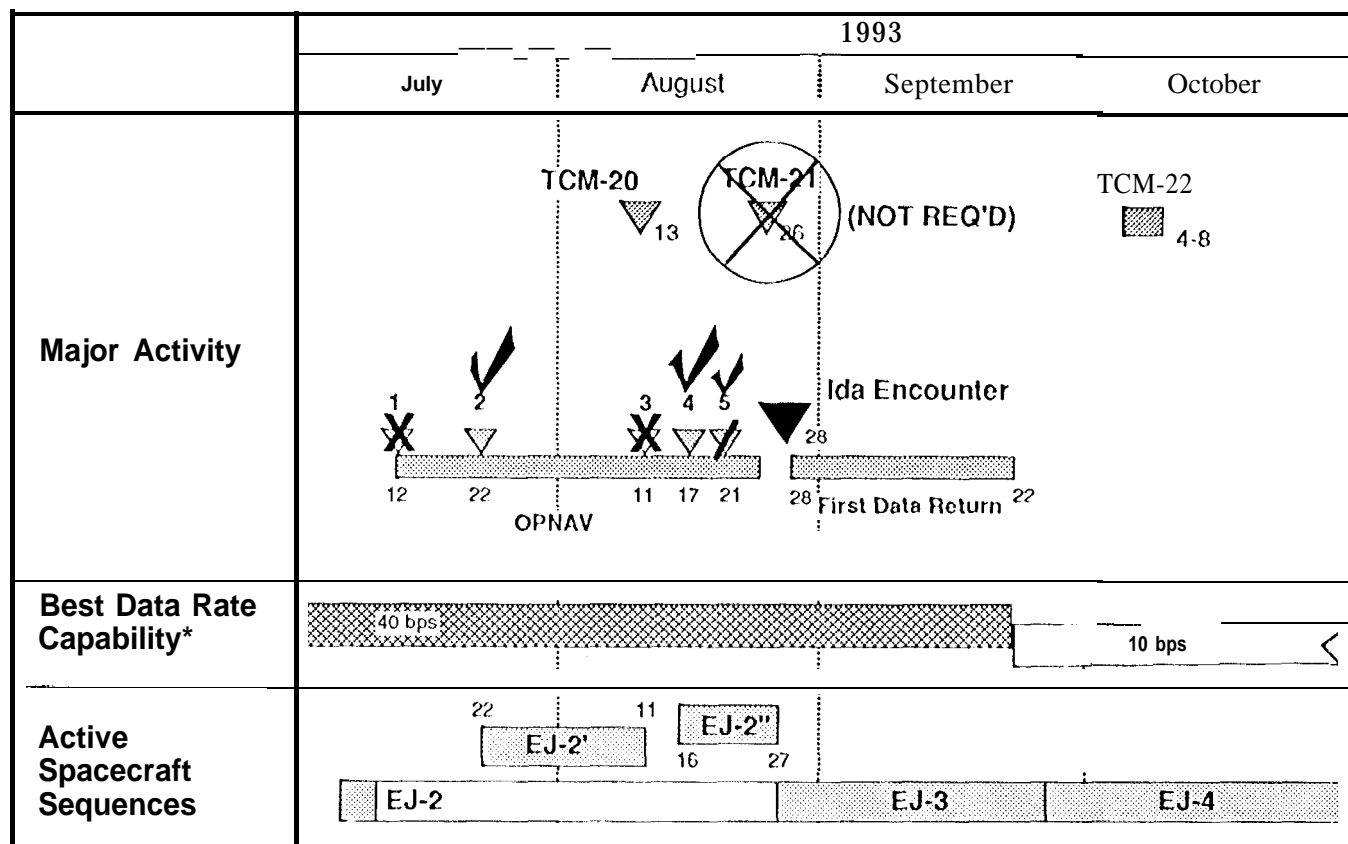 1993
July August September October
Major Activity
TCM-20 TCM-21 TCM-22
13 26 (NOT REQ'D) 4-8
1 2 3 4 5 Ida Encounter
28
12 22 11 17 21 28 First Data Return 22
OPNAV
Best Data Rate
Capability*
40 bps 10 bps
Active
Spacecraft
Sequences
22 EJ-2' 11 EJ-2"
16 27
EJ-2 EJ-3 EJ-4